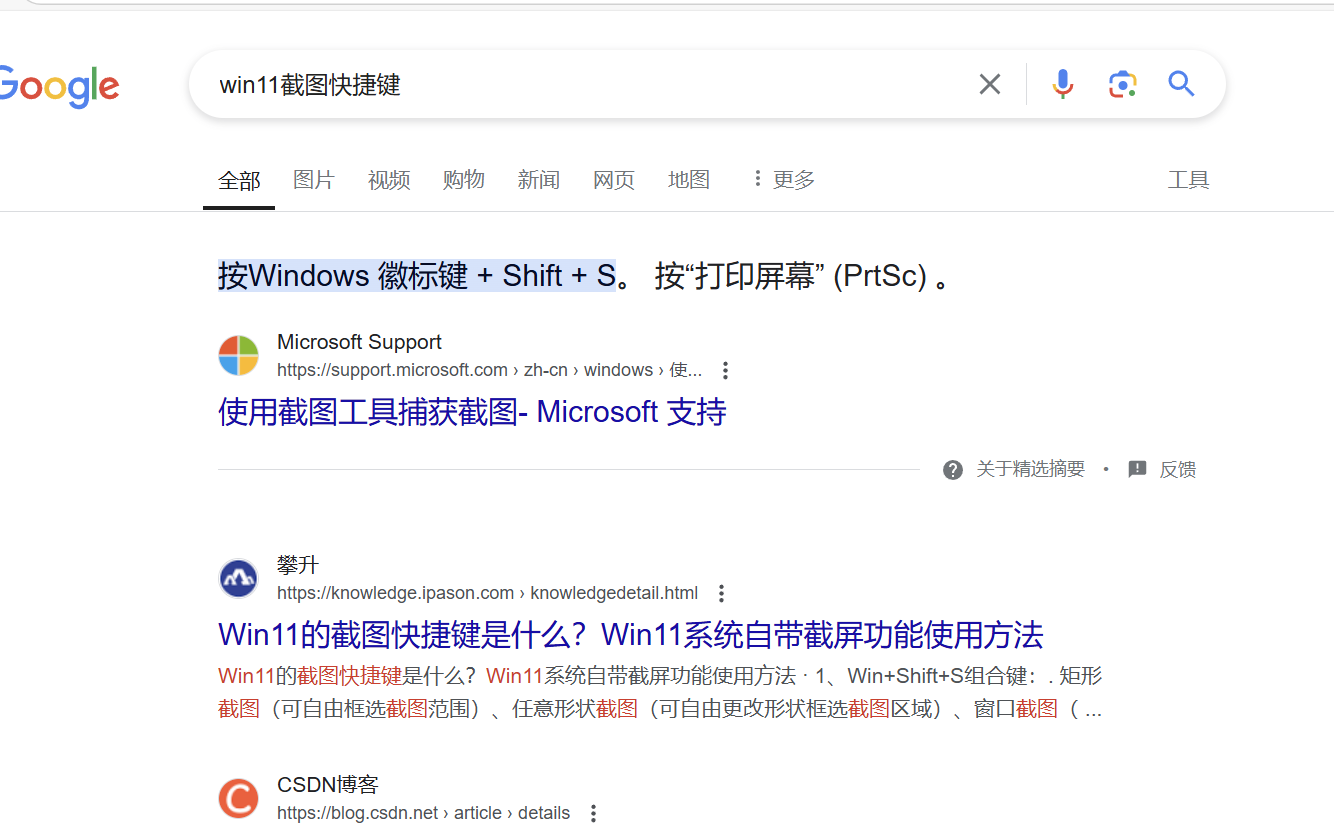 Google
win11截图快捷键
全部 图片 视频 购物 新闻 网页 地图 更多 工具
按Windows 徽标键 + Shift + S。 按“打印屏幕” (PrtSc) 。
Microsoft Support
https://support.microsoft.com › zh-cn › windows › 使...
使用截图工具捕获截图- Microsoft 支持
关于精选摘要 • 反馈
攀升
https://knowledge.ipason.com › knowledgedetail.html
Win11的截图快捷键是什么？Win11系统自带截屏功能使用方法
Win11的截图快捷键是什么？Win11系统自带截屏功能使用方法 · 1、Win+Shift+S组合键：. 矩形
截图（可自由框选截图范围）、任意形状截图（可自由更改形状框选截图区域）、窗口截图（ ...
CSDN博客
https://blog.csdn.net › article › details